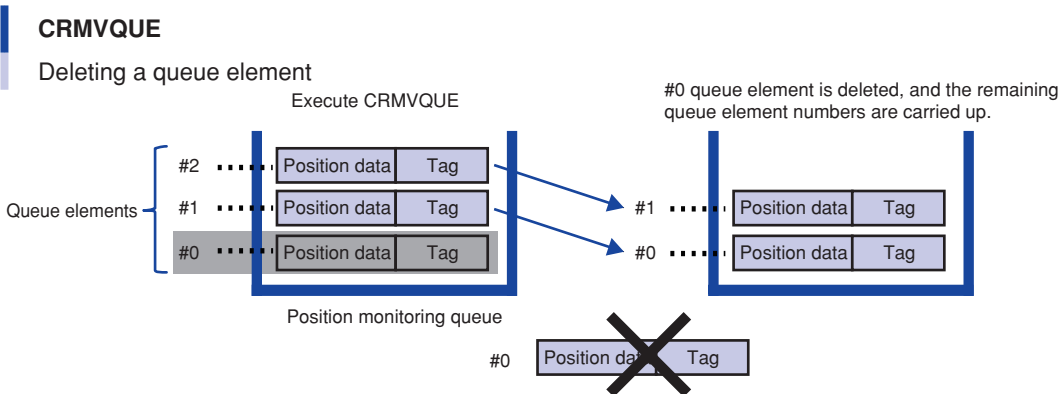 CRMVQUE
Deleting a queue element
Execute CRMVQUE
#0 queue element is deleted, and the remaining
queue element numbers are carried up.
Queue elements
#2 Position data Tag
#1 Position data Tag
#0 Position data Tag
#1 Position data Tag
#0 Position data Tag
Position monitoring queue
#0 Position data Tag